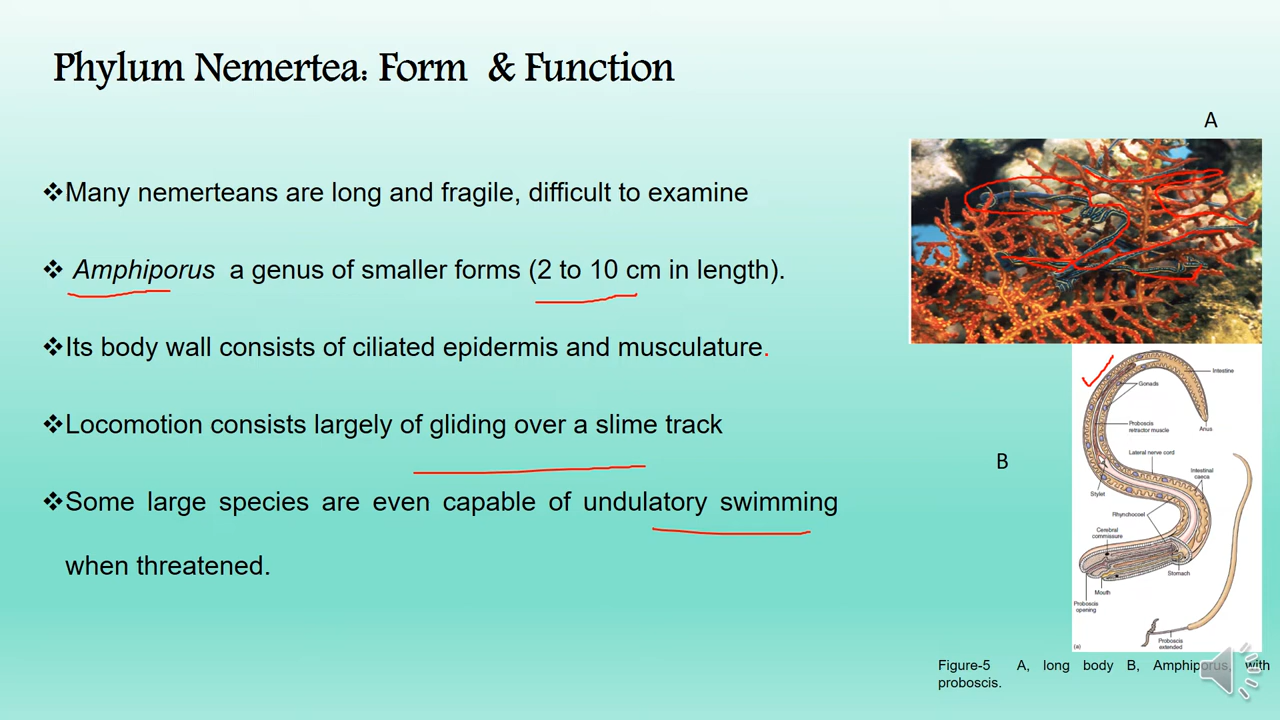 Phylum Nemertea: Form & Function
❖Many nemerteans are long and fragile, difficult to examine
❖ Amphiporus a genus of smaller forms (2 to 10 cm in length).
❖Its body wall consists of ciliated epidermis and musculature.
❖Locomotion consists largely of gliding over a slime track
❖Some large species are even capable of undulatory swimming
when threatened.
A
B
Intestine
Gonads
Proboscis
retractor muscle
Anus
Lateral nerve cord
Intestinal
caeca
Stylet
Rhynchocoel
Cerebral
commissure
Stomach
Mouth
Proboscis
opening
Proboscis
extended
(a)
Figure-5 A, long body B, Amphiporus, with
proboscis.